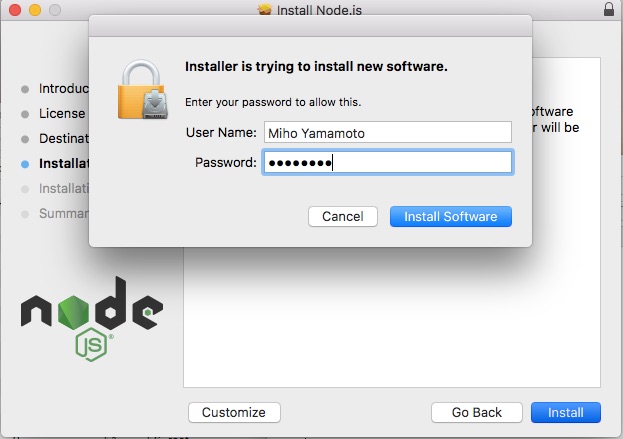 Install Node.js
Installer is trying to install new software.
Enter your password to allow this.
User Name: Miho Yamamoto
Password: ●●●●●●●●
Cancel
Install Software
Introduc
License
Destinat
Installat
Installati
Summar
oftware
r will be
node
JS
Customize
Go Back
Install